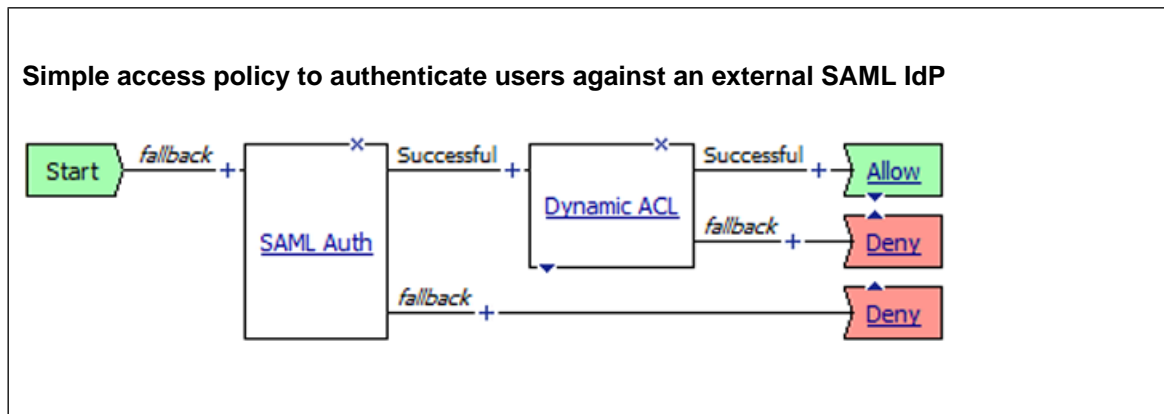 Simple access policy to authenticate users against an external SAML IdP
Start
fallback
Successful
Successful
Allow
Dynamic ACL
fallback
Deny
SAML Auth
fallback
Deny